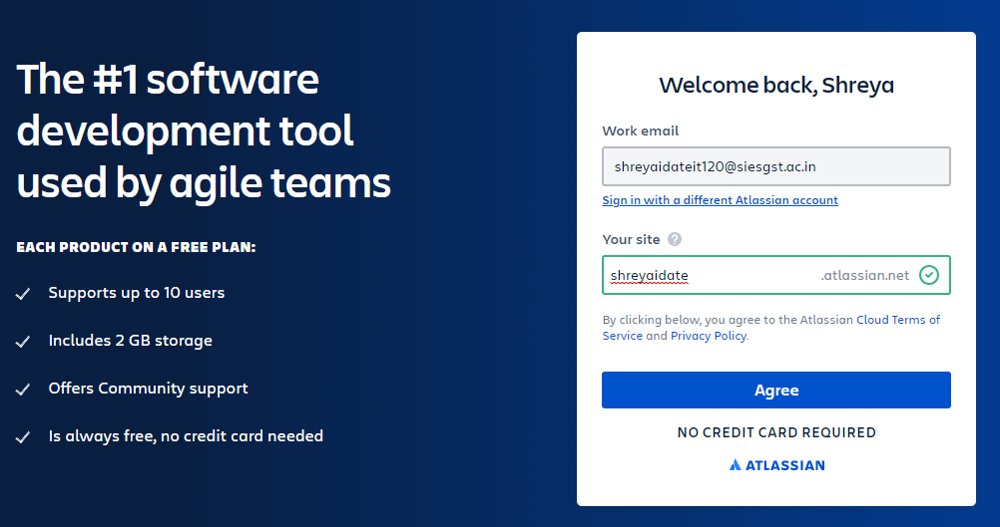 The #1 software
development tool
used by agile teams
EACH PRODUCT ON A FREE PLAN:
Supports up to 10 users
Includes 2 GB storage
Offers Community support
Is always free, no credit card needed
Welcome back, Shreya
Work email
shreyaidateit120@siesgst.ac.in
Sign in with a different Atlassian account
Your site ?
shreyaidate .atlassian.net
By clicking below, you agree to the Atlassian Cloud Terms of
Service and Privacy Policy.
Agree
NO CREDIT CARD REQUIRED
ATLASSIAN